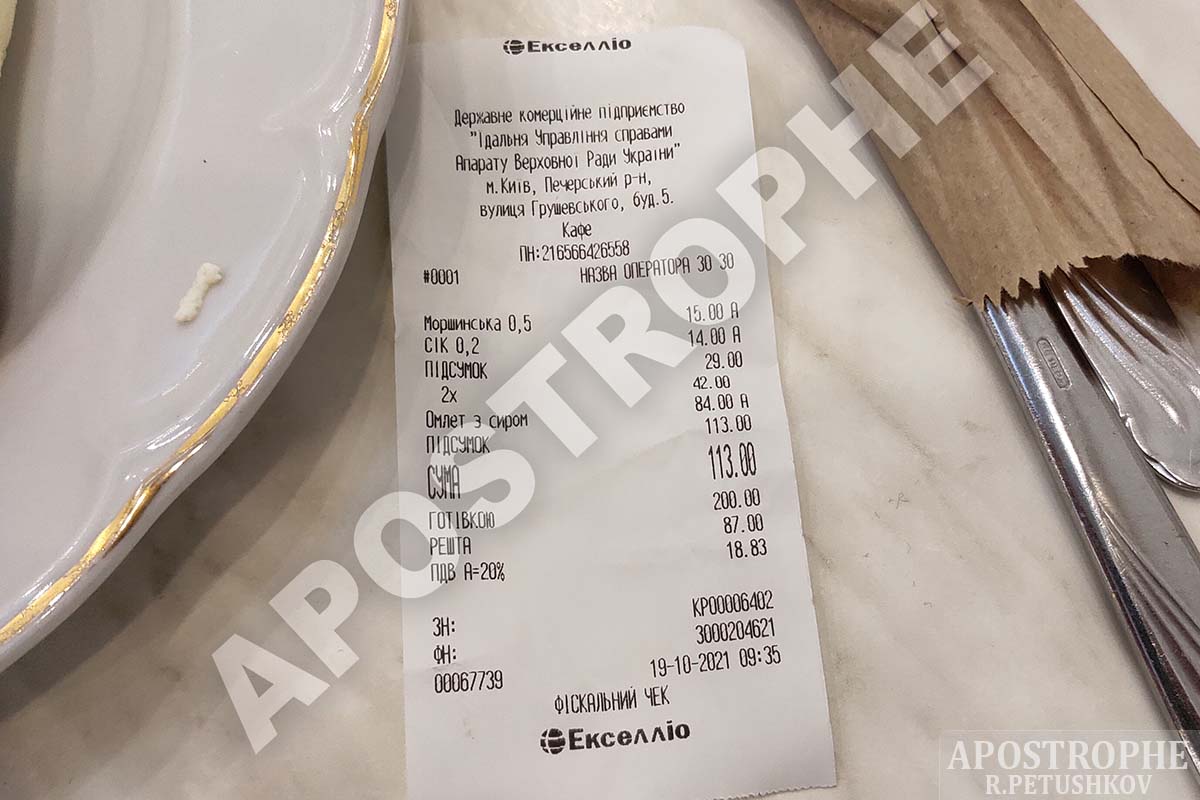 Екселліо
Державне комерційне підприємство
"Їдальня Управління справами
Апарату Верховної Ради України"
м.Київ, Печерський р-н,
вулиця Грушевського, буд.5.
Кафе
ПН:216566426558
#0001 НАЗВА ОПЕРАТОРА 30 30
Моршинська 0,5 15.00 А
СІК 0,2 14.00 А
ПІДСУМОК 29.00
2x 42.00
Омлет з сиром 84.00 А
ПІДСУМОК 113.00
СУМА 113.00
ГОТІВКОЮ 200.00
РЕШТА 87.00
ПДВ А=20% 18.83
ЗН: КР00006402
ФН: 3000204621
00067739 19-10-2021 09:35
ФІСКАЛЬНИЙ ЧЕК
Екселліо
APOSTROPHE
APOSTROPHE
R.PETUSHKOV